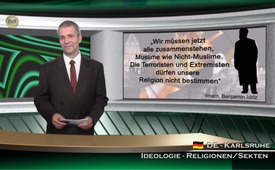 „Wir müssen jetzt
alle zusammenstehen,
Musime wie Nicht-Muslime.
Die Terroristen und Extremisten
dürfen unsere
Religion nicht bestimmen"
Imam, Benjamin Idriz
DE - Karlsruhe
Ideologie - Religionen/Sekten